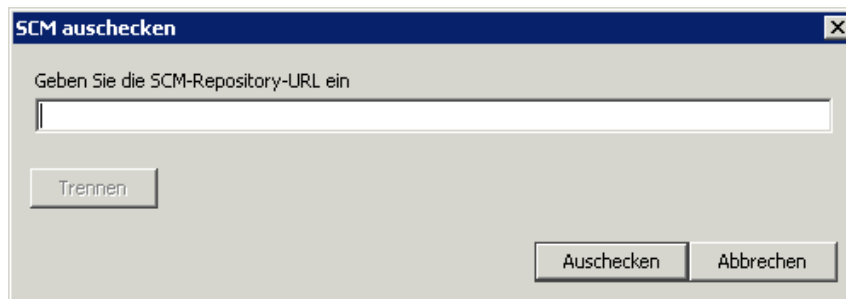 SCM auschecken
Geben Sie die SCM-Repository-URL ein
Trennen
Auschecken Abbrechen